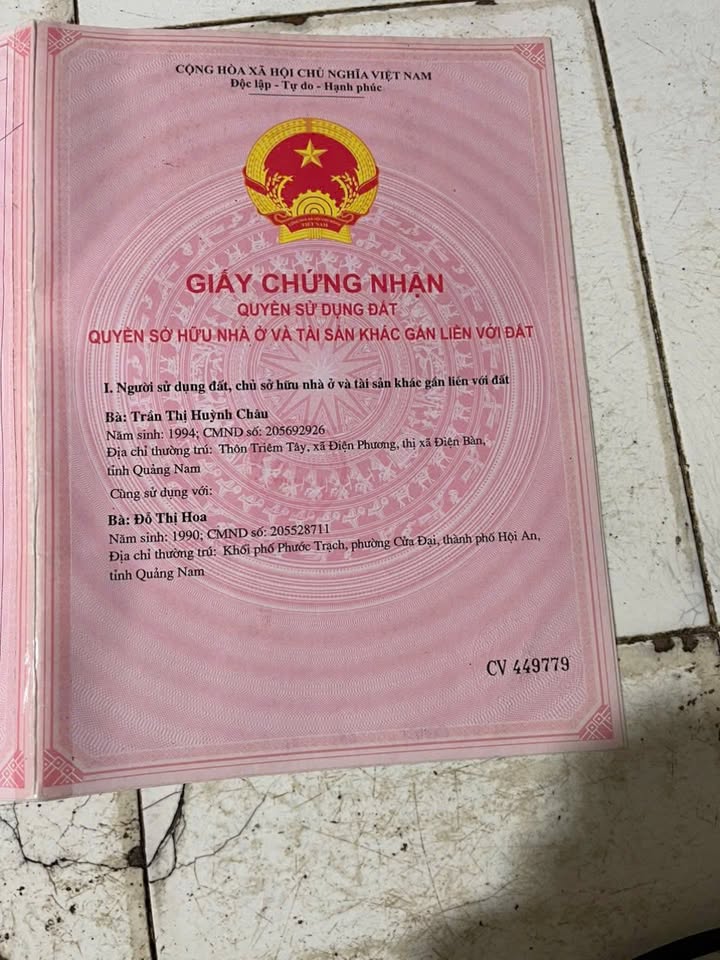 CỘNG HÒA XÃ HỘI CHỦ NGHĨA VIỆT NAM
Độc lập - Tự do - Hạnh phúc
VIỆT NAM
GIẤY CHỨNG NHẬN
QUYỀN SỬ DỤNG ĐẤT
QUYỀN SỞ HỮU NHÀ Ở VÀ TÀI SẢN KHÁC GẮN LIỀN VỚI ĐẤT
I. Người sử dụng đất, chủ sở hữu nhà ở và tài sản khác gắn liền với đất
Bà: Trần Thị Huỳnh Châu
Năm sinh: 1994; CMND số: 205692926
Địa chỉ thường trú: Thôn Triêm Tây, xã Điện Phương, thị xã Điện Bàn,
tỉnh Quảng Nam
Cùng sử dụng với:
Bà: Đỗ Thị Hoa
Năm sinh: 1990; CMND số: 205528711
Địa chỉ thường trú: Khối phố Phước Trạch, phường Cửa Đại, thành phố Hội An,
tỉnh Quảng Nam
CV 449779